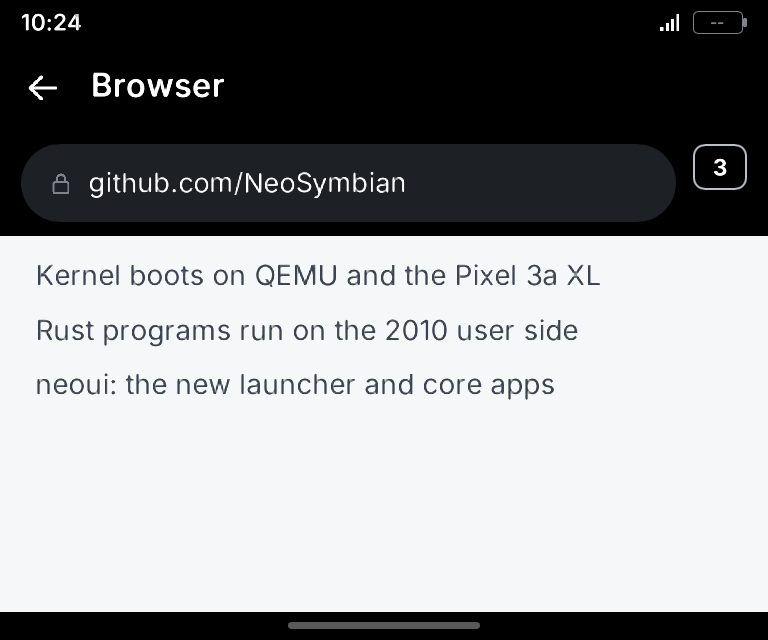 10:24
--
Browser
github.com/NeoSymbian
3
Kernel boots on QEMU and the Pixel 3a XL
Rust programs run on the 2010 user side
neoui: the new launcher and core apps